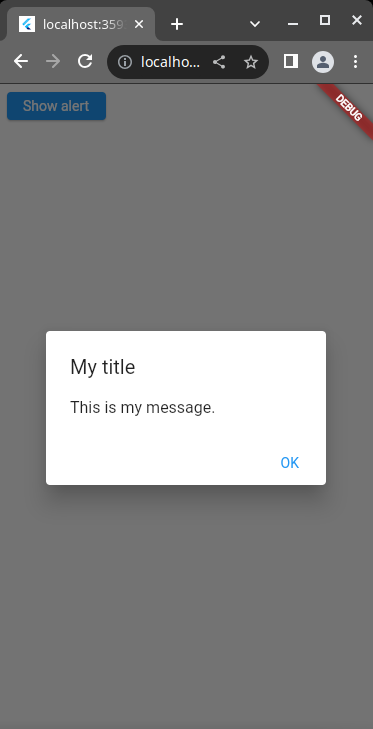 localhost:359
localho...
Show alert
DEBUG
My title
This is my message.
OK